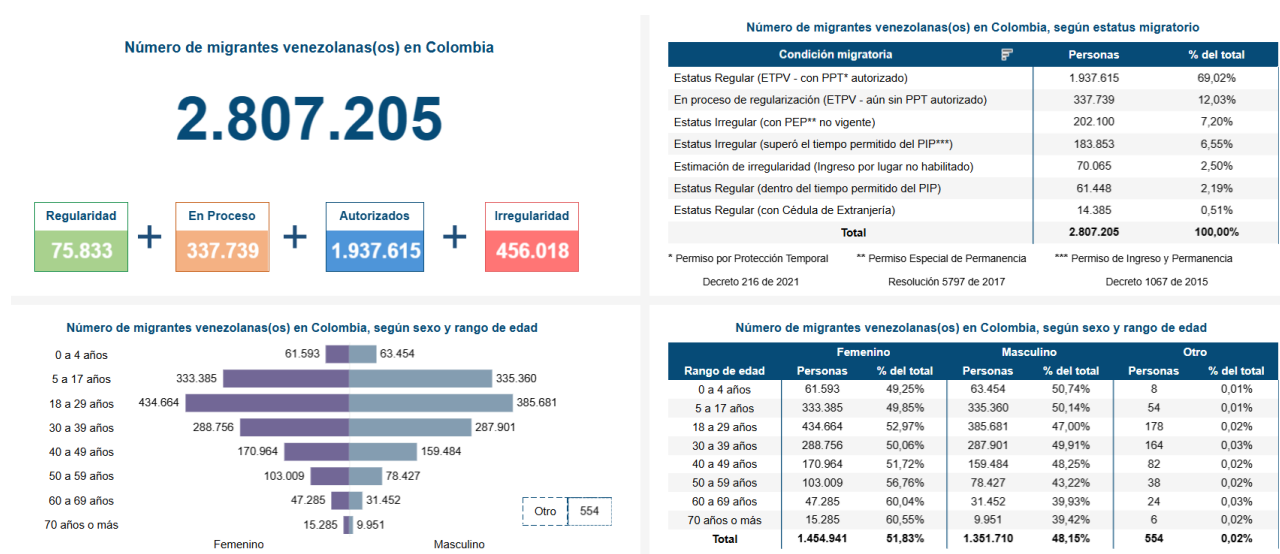 Número de migrantes venezolanas(os) en Colombia
2.807.205
Regularidad + En Proceso + Autorizados + Irregularidad
75.833 337.739 1.937.615 456.018
Número de migrantes venezolanas(os) en Colombia, según estatus migratorio
Condición migratoria Personas % del total
Estatus Regular (ETPV - con PPT* autorizado) 1.937.615 69,02%
En proceso de regularización (ETPV - aún sin PPT autorizado) 337.739 12,03%
Estatus Irregular (con PEP** no vigente) 202.100 7,20%
Estatus Irregular (superó el tiempo permitido del PIP***) 183.853 6,55%
Estimación de irregularidad (Ingreso por lugar no habilitado) 70.065 2,50%
Estatus Regular (dentro del tiempo permitido del PIP) 61.448 2,19%
Estatus Regular (con Cédula de Extranjería) 14.385 0,51%
Total 2.807.205 100,00%
* Permiso por Protección Temporal ** Permiso Especial de Permanencia *** Permiso de Ingreso y Permanencia
Decreto 216 de 2021 Resolución 5797 de 2017 Decreto 1067 de 2015
Número de migrantes venezolanas(os) en Colombia, según sexo y rango de edad
0 a 4 años 61.593 63.454
5 a 17 años 333.385 335.360
18 a 29 años 434.664 385.681
30 a 39 años 288.756 287.901
40 a 49 años 170.964 159.484
50 a 59 años 103.009 78.427
60 a 69 años 47.285 31.452
Otro 554
70 años o más 15.285 9.951
Femenino Masculino
Número de migrantes venezolanas(os) en Colombia, según sexo y rango de edad
Femenino Masculino Otro
Rango de edad Personas % del total Personas % del total Personas % del total
0 a 4 años 61.593 49,25% 63.454 50,74% 8 0,01%
5 a 17 años 333.385 49,85% 335.360 50,14% 54 0,01%
18 a 29 años 434.664 52,97% 385.681 47,00% 178 0,02%
30 a 39 años 288.756 50,06% 287.901 49,91% 164 0,03%
40 a 49 años 170.964 51,72% 159.484 48,25% 82 0,02%
50 a 59 años 103.009 56,76% 78.427 43,22% 38 0,02%
60 a 69 años 47.285 60,04% 31.452 39,93% 24 0,03%
70 años o más 15.285 60,55% 9.951 39,42% 6 0,02%
Total 1.454.941 51,83% 1.351.710 48,15% 554 0,02%